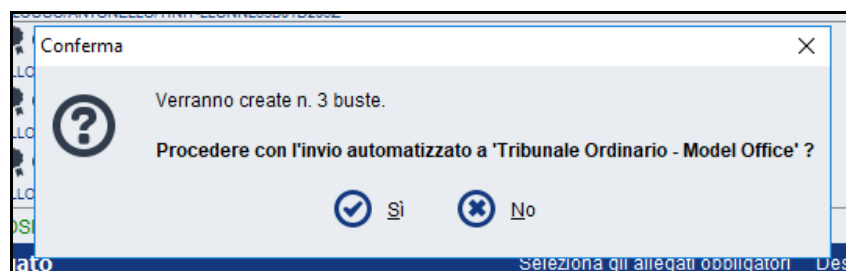 Conferma
Verranno create n. 3 buste.
Procedere con l'invio automatizzato a 'Tribunale Ordinario - Model Office' ?
Sì
No
Seleziona gli allegati obbligatori